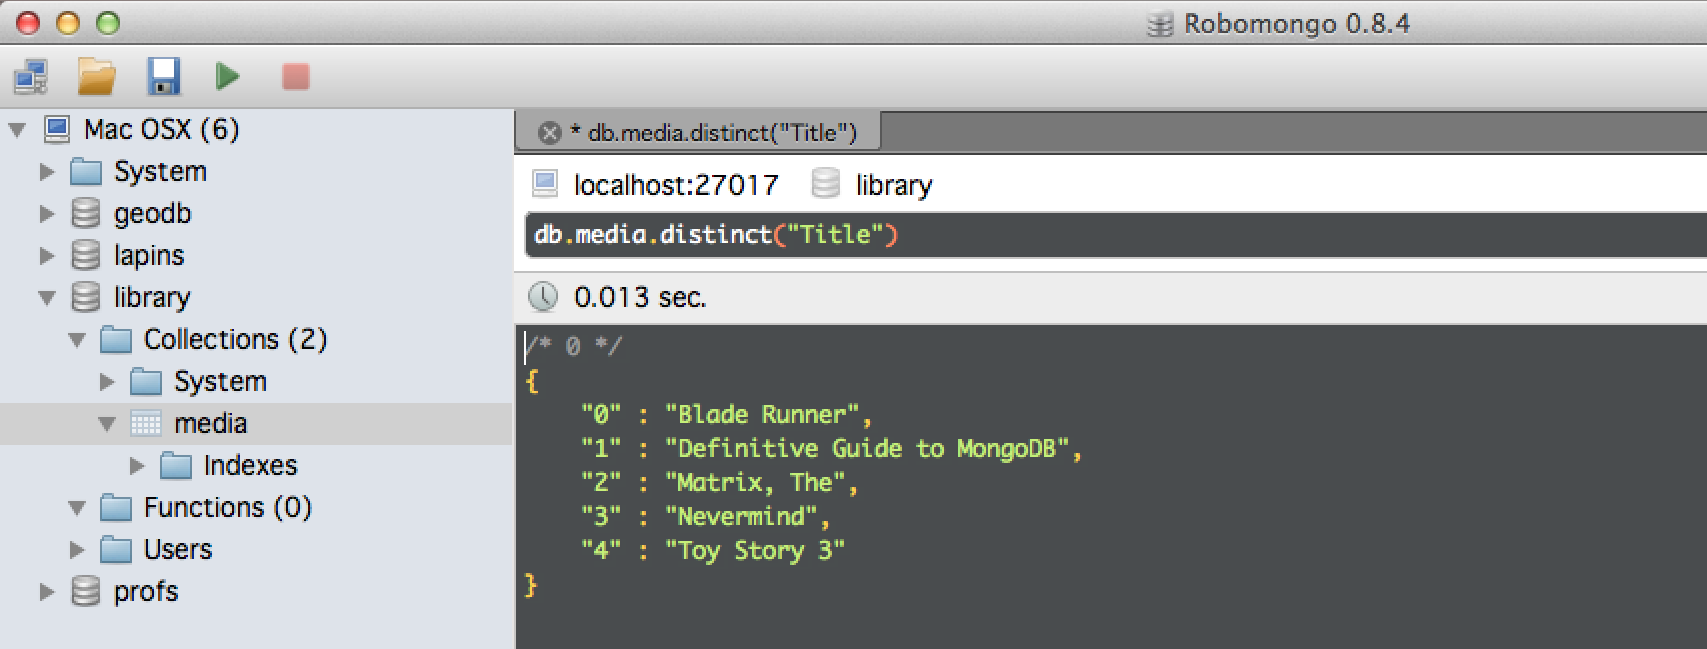 Robomongo 0.8.4
Mac OSX (6)
System
geodb
lapins
library
Collections (2)
System
media
Indexes
Functions (0)
Users
profs
* db.media.distinct("Title")
localhost:27017 library
db.media.distinct("Title")
0.013 sec.
/* 0 */
{
"0" : "Blade Runner",
"1" : "Definitive Guide to MongoDB",
"2" : "Matrix, The",
"3" : "Nevermind",
"4" : "Toy Story 3"
}